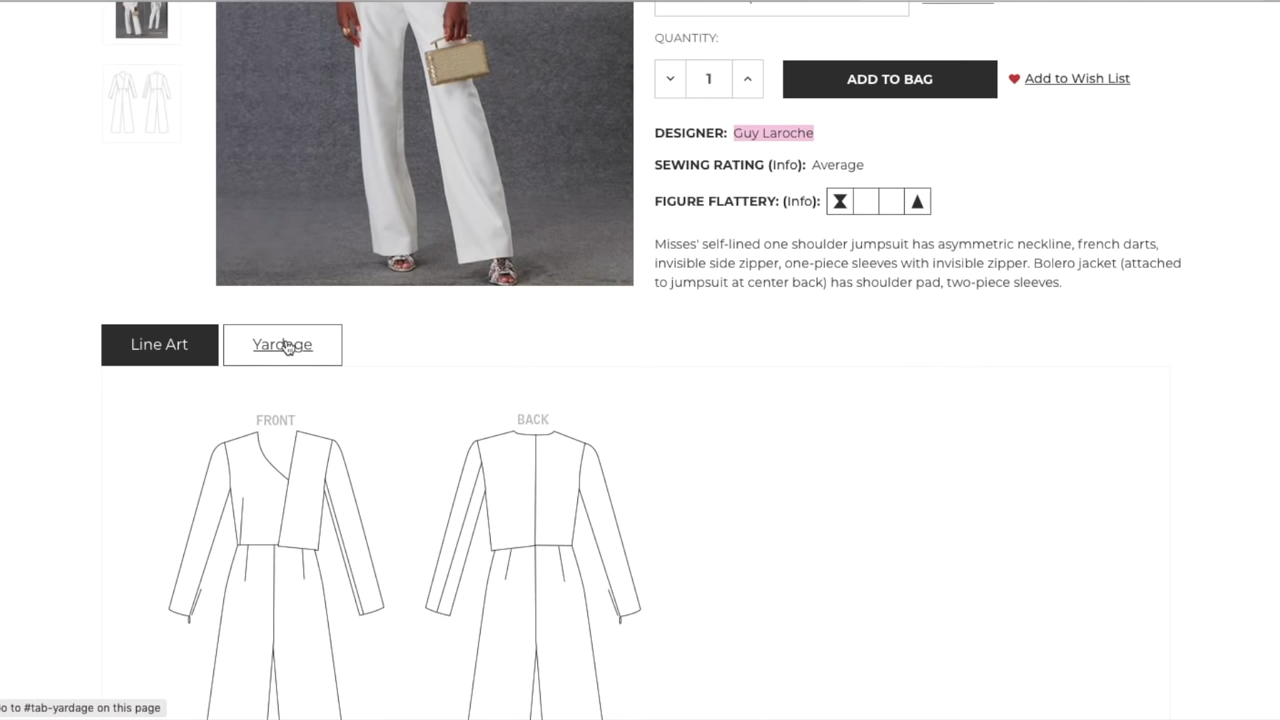 QUANTITY:
1
ADD TO BAG
Add to Wish List
DESIGNER: Guy Laroche
SEWING RATING (Info): Average
FIGURE FLATTERY: (Info):
Misses' self-lined one shoulder jumpsuit has asymmetric neckline, french darts,
invisible side zipper, one-piece sleeves with invisible zipper. Bolero jacket (attached
to jumpsuit at center back) has shoulder pad, two-piece sleeves.
Line Art
Yardage
FRONT
BACK
o to #tab-yardage on this page